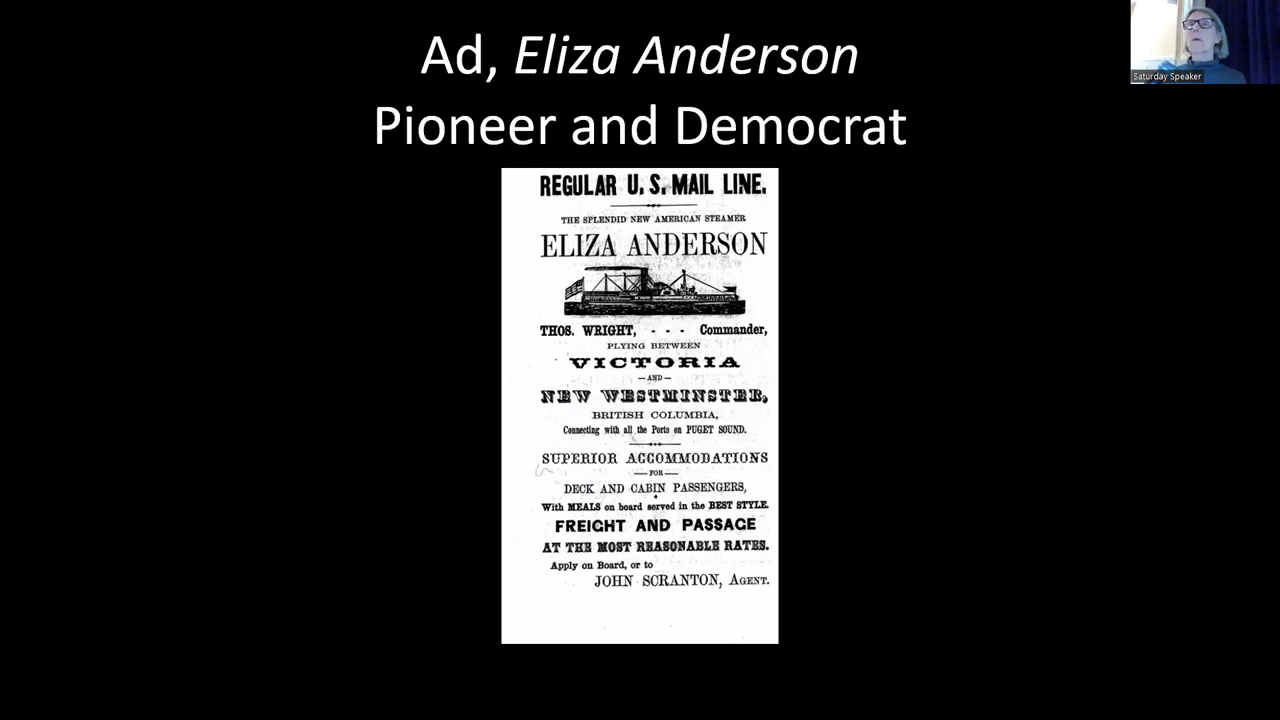 Ad, Eliza Anderson
Pioneer and Democrat
Saturday Speaker
REGULAR U. S. MAIL LINE.
THE SPLENDID NEW AMERICAN STEAMER
ELIZA ANDERSON
THOS. WRIGHT, - - - Commander,
PLYING BETWEEN
VICTORIA
—AND—
NEW WESTMINSTER,
BRITISH COLUMBIA,
Connecting with all the Ports on PUGET SOUND.
SUPERIOR ACCOMMODATIONS
—FOR—
DECK AND CABIN PASSENGERS,
With MEALS on board served in the BEST STYLE.
FREIGHT AND PASSAGE
AT THE MOST REASONABLE RATES.
Apply on Board, or to
JOHN SCRANTON, AGENT.